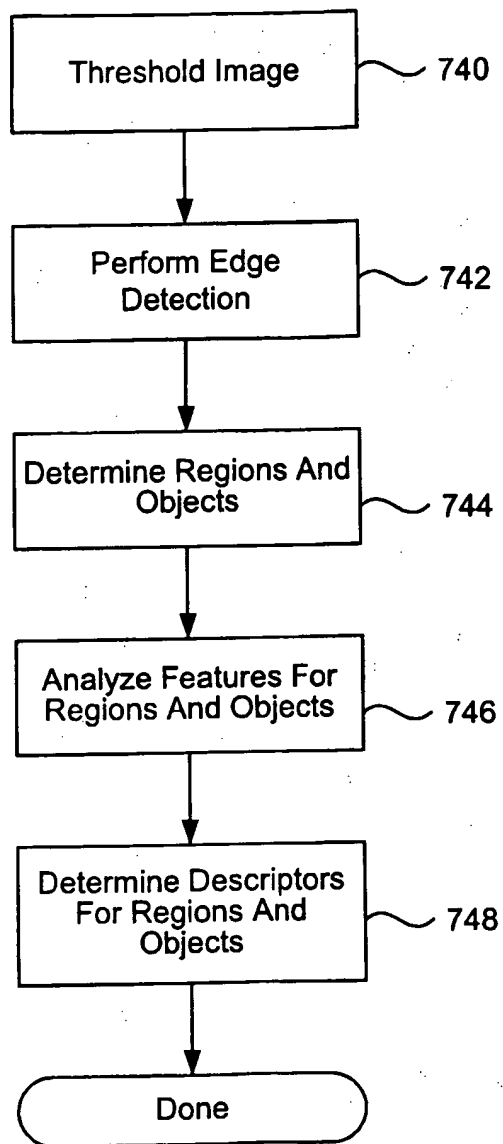 Threshold Image
740
Perform Edge
Detection
742
Determine Regions And
Objects
744
Analyze Features For
Regions And Objects
746
Determine Descriptors
For Regions And
Objects
748
Done